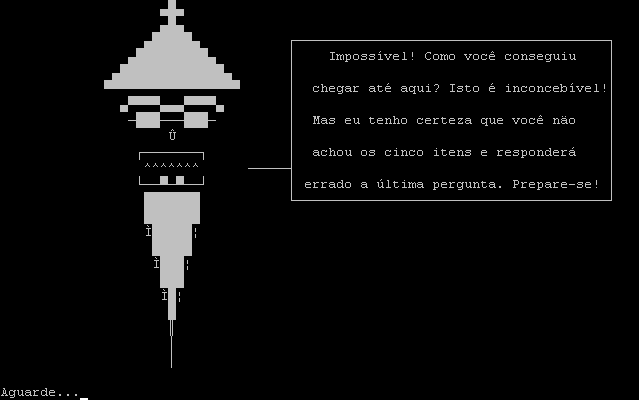 Impossível! Como você conseguiu
chegar até aqui? Isto é inconcebível!
Mas eu tenho certeza que você näo
achou os cinco itens e responderá
errado a última pergunta. Prepare-se!
Aguarde...